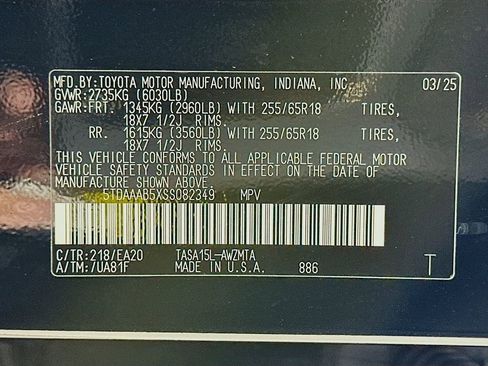 MFD.BY:TOYOTA MOTOR MANUFACTURING, INDIANA, INC. 03/25
GVWR:2735KG (6030LB)
GAWR:FRT. 1345KG (2960LB) WITH 255/65R18 TIRES,
18X7 1/2J RIMS.
RR. 1615KG (3560LB) WITH 255/65R18 TIRES,
18X7 1/2J RIMS.
THIS VEHICLE CONFORMS TO ALL APPLICABLE FEDERAL MOTOR
VEHICLE SAFETY STANDARDS IN EFFECT ON THE DATE OF
MANUFACTURE SHOWN ABOVE.
5TDAAAB5XSS082349 MPV
C/TR:218/EA20 TASA15L-AWZMTA
A/TM:/UA81F MADE IN U.S.A. 886 T